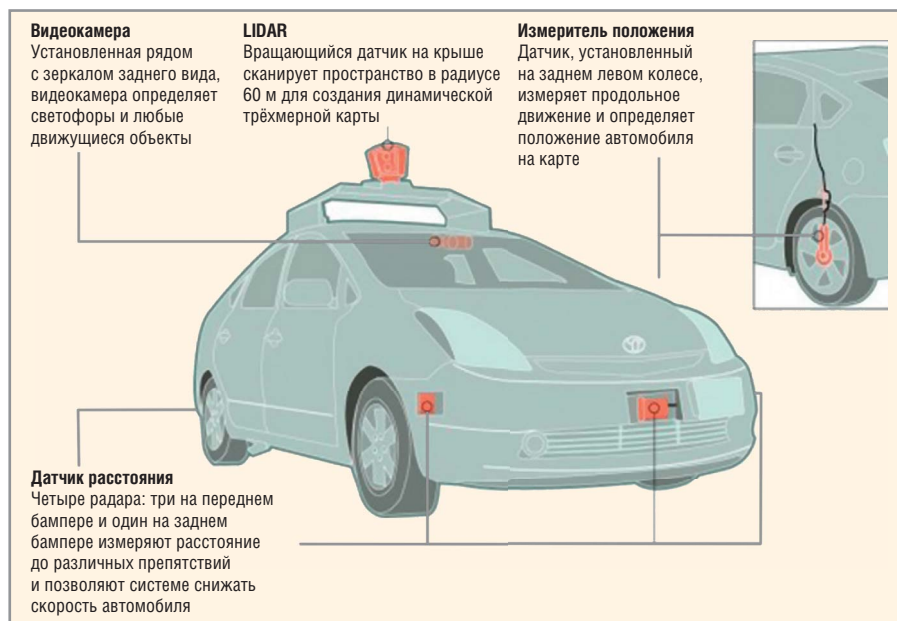 Видеокамера
Установленная рядом
с зеркалом заднего вида,
видеокамера определяет
светофоры и любые
движущиеся объекты
LIDAR
Вращающийся датчик на крыше
сканирует пространство в радиусе
60 м для создания динамической
трёхмерной карты
Измеритель положения
Датчик, установленный
на заднем левом колесе,
измеряет продольное
движение и определяет
положение автомобиля
на карте
Датчик расстояния
Четыре радара: три на переднем
бампере и один на заднем
бампере измеряют расстояние
до различных препятствий
и позволяют системе снижать
скорость автомобиля